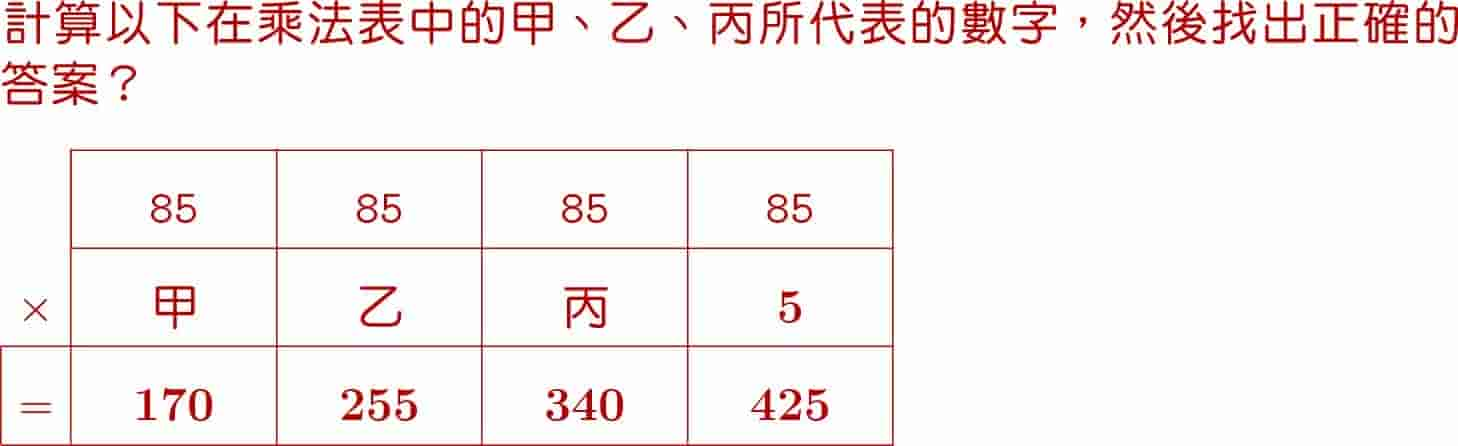 計算以下在乘法表中的甲、乙、丙所代表的數字，然後找出正確的
答案？
85 85 85 85
× 甲 乙 丙 5
= 170 255 340 425